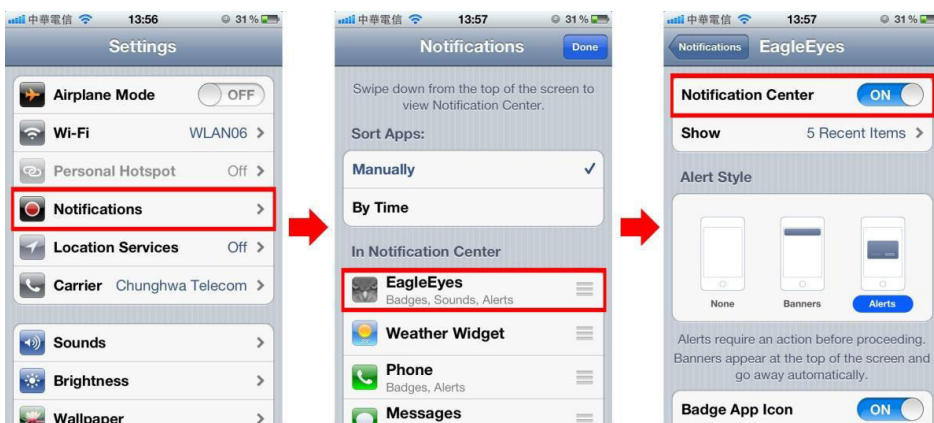 中華電信 13:56 31%
Settings
Airplane Mode OFF
Wi-Fi WLAN06
Personal Hotspot Off
Notifications
Location Services Off
Carrier Chunghwa Telecom
Sounds
Brightness
Wallpaper
中華電信 13:57 31%
Notifications Done
Swipe down from the top of the screen to
view Notification Center.
Sort Apps:
Manually
By Time
In Notification Center
EagleEyes
Badges, Sounds, Alerts
Weather Widget
Phone
Badges, Alerts
Messages
中華電信 13:57 31%
Notifications EagleEyes
Notification Center ON
Show 5 Recent Items
Alert Style
None Banners Alerts
Alerts require an action before proceeding.
Banners appear at the top of the screen and
go away automatically.
Badge App Icon ON